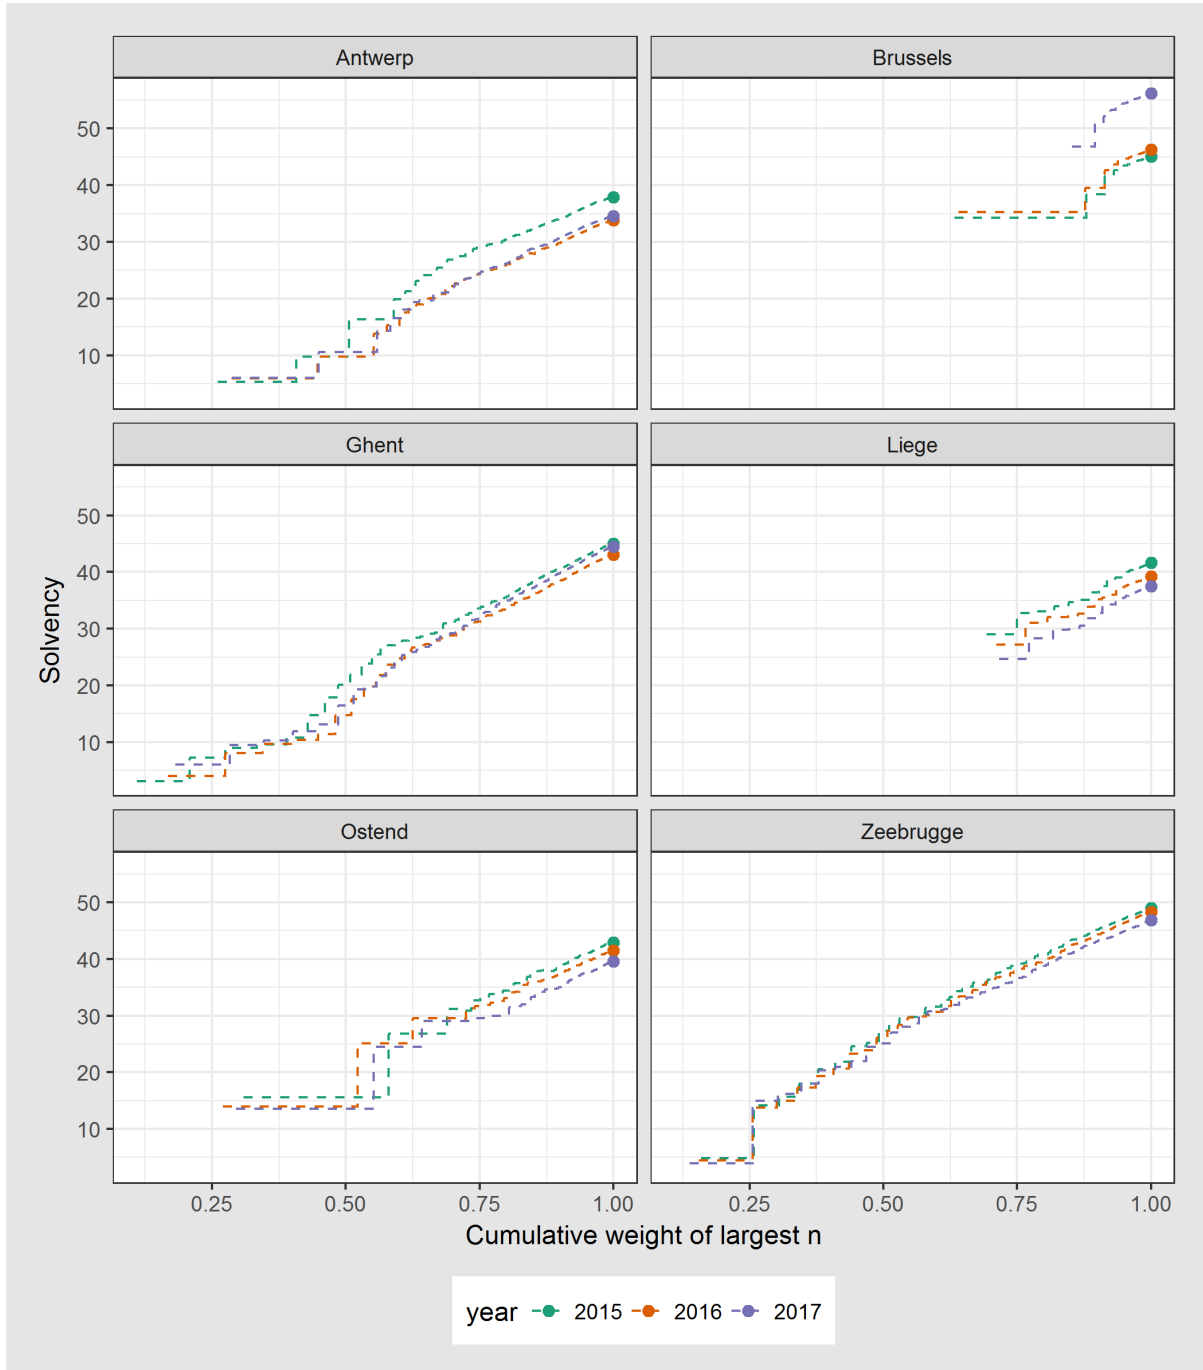 Antwerp Brussels
50
40
30
20
10
Ghent Liege
50
40
30
20
10
Solvency
Ostend Zeebrugge
50
40
30
20
10
0.25 0.50 0.75 1.00 0.25 0.50 0.75 1.00
Cumulative weight of largest n
year 2015 2016 2017